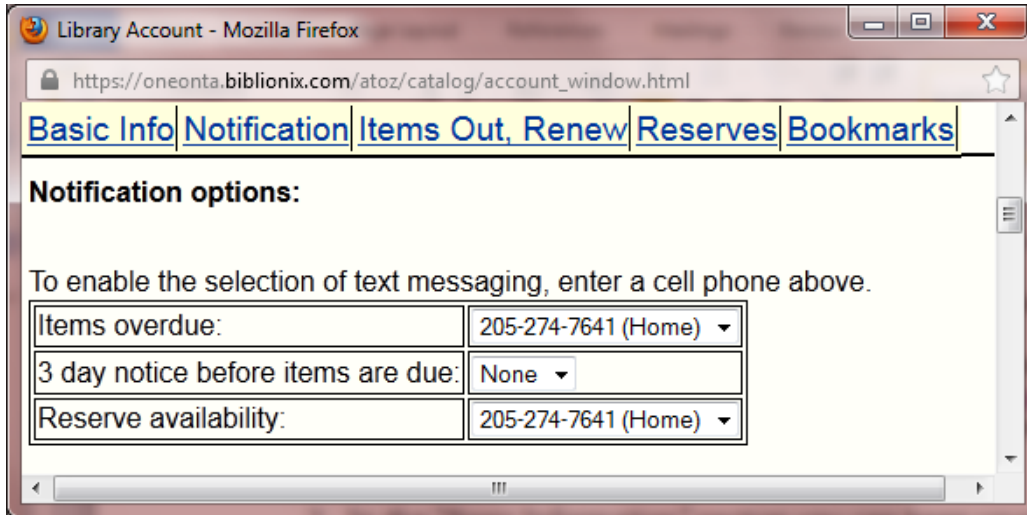 Library Account - Mozilla Firefox
https://oneonta.biblionix.com/atoz/catalog/account_window.html
Basic Info Notification Items Out, Renew Reserves Bookmarks
Notification options:
To enable the selection of text messaging, enter a cell phone above.
Items overdue: 205-274-7641 (Home)
3 day notice before items are due: None
Reserve availability: 205-274-7641 (Home)